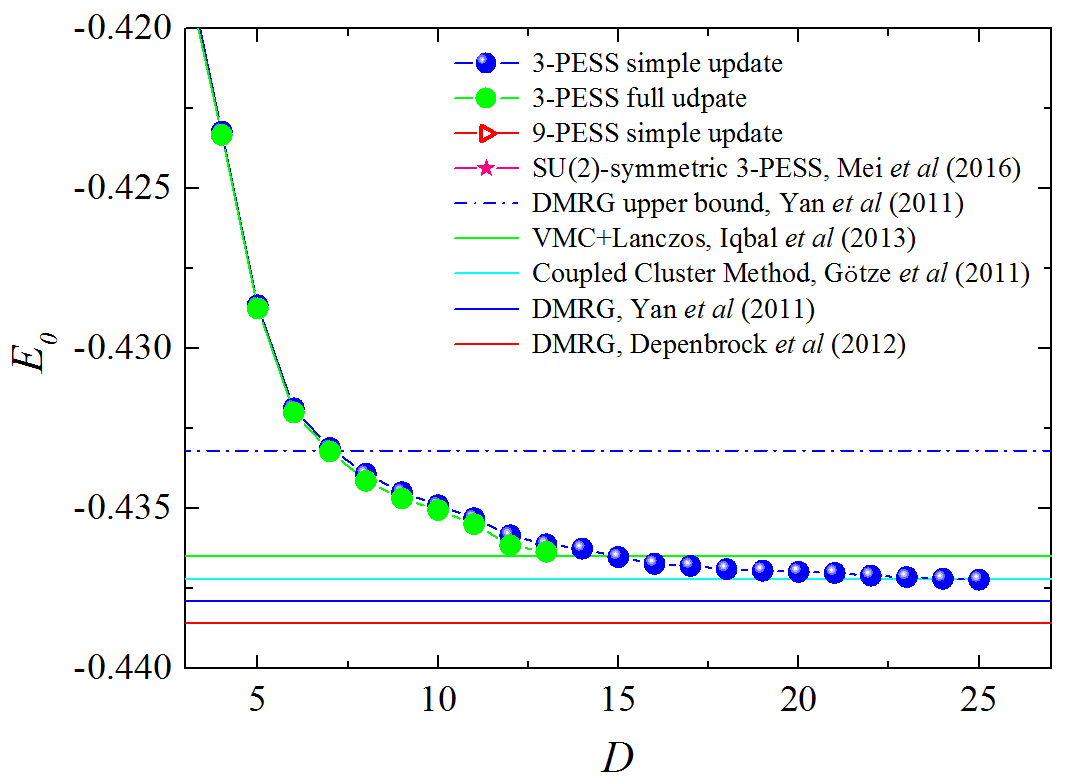 -0.420
3-PESS simple update
3-PESS full udpate
9-PESS simple update
SU(2)-symmetric 3-PESS, Mei et al (2016)
-0.425
DMRG upper bound, Yan et al (2011)
VMC+Lanczos, Iqbal et al (2013)
Coupled Cluster Method, Götze et al (2011)
DMRG, Yan et al (2011)
DMRG, Depenbrock et al (2012)
-0.430
E0
-0.435
-0.440
5 10 15 20 25
D